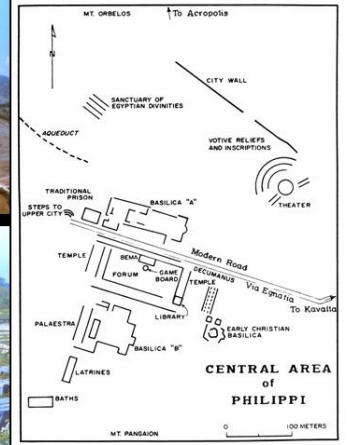 MT. ORBELOS
To Acropolis
N
CITY WALL
SANCTUARY OF
EGYPTIAN DIVINITIES
AQUEDUCT
VOTIVE RELIEFS
AND INSCRIPTIONS
THEATER
TRADITIONAL
PRISON
BASILICA "A"
STEPS TO
UPPER CITY
Modern Road
TEMPLE
BEMA
FORUM
GAME
BOARD
DECUMANUS
TEMPLE
Via Egnatia
To Kavalla
LIBRARY
PALAESTRA
EARLY CHRISTIAN
BASILICA
BASILICA "B"
LATRINES
CENTRAL AREA
of
PHILIPPI
BATHS
MT. PANGAION
0 100 METERS